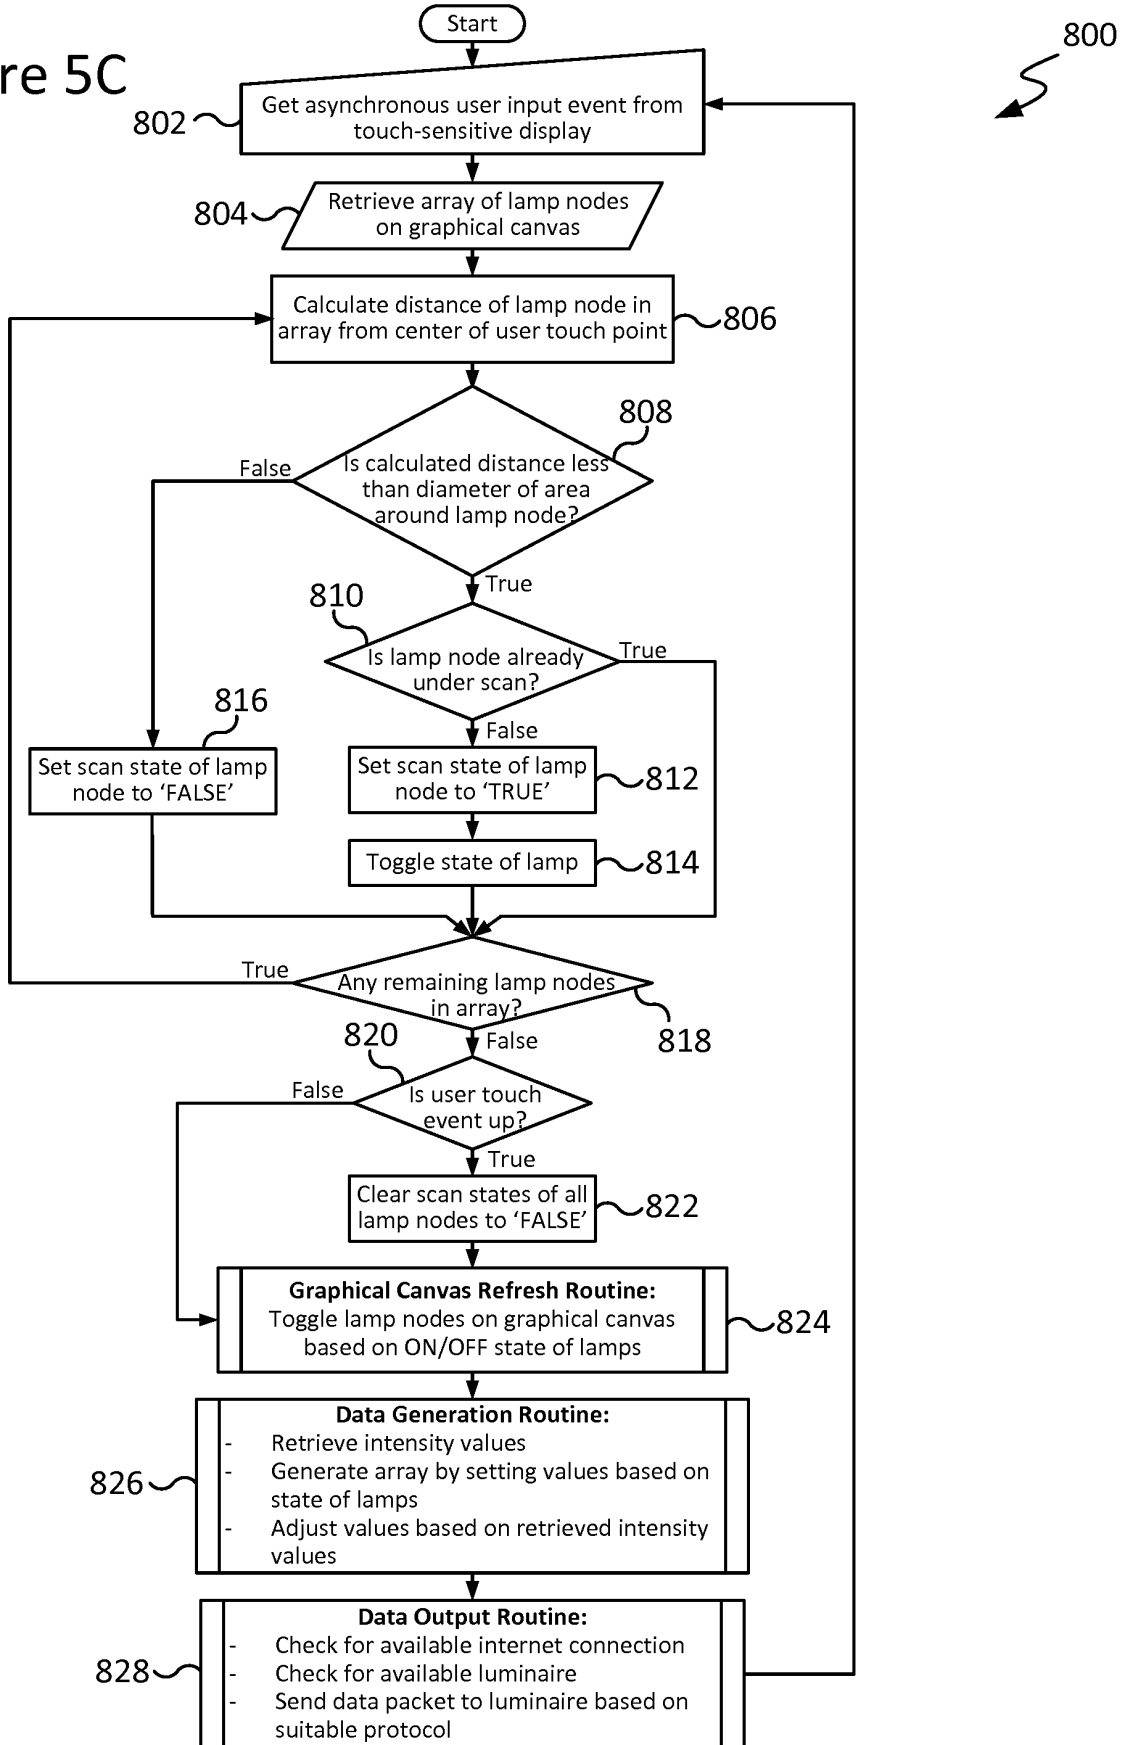 Start
800
re 5C
802
Get asynchronous user input event from
touch-sensitive display
804
Retrieve array of lamp nodes
on graphical canvas
Calculate distance of lamp node in
array from center of user touch point
806
808
False
Is calculated distance less
than diameter of area
around lamp node?
True
810
Is lamp node already
under scan?
True
False
816
Set scan state of lamp
node to ‘FALSE’
Set scan state of lamp
node to ‘TRUE’
812
Toggle state of lamp
814
True
Any remaining lamp nodes
in array?
818
False
820
False
Is user touch
event up?
True
Clear scan states of all
lamp nodes to ‘FALSE’
822
Graphical Canvas Refresh Routine:
Toggle lamp nodes on graphical canvas
based on ON/OFF state of lamps
824
Data Generation Routine:
- Retrieve intensity values
- Generate array by setting values based on
state of lamps
- Adjust values based on retrieved intensity
values
826
Data Output Routine:
- Check for available internet connection
- Check for available luminaire
- Send data packet to luminaire based on
suitable protocol
828